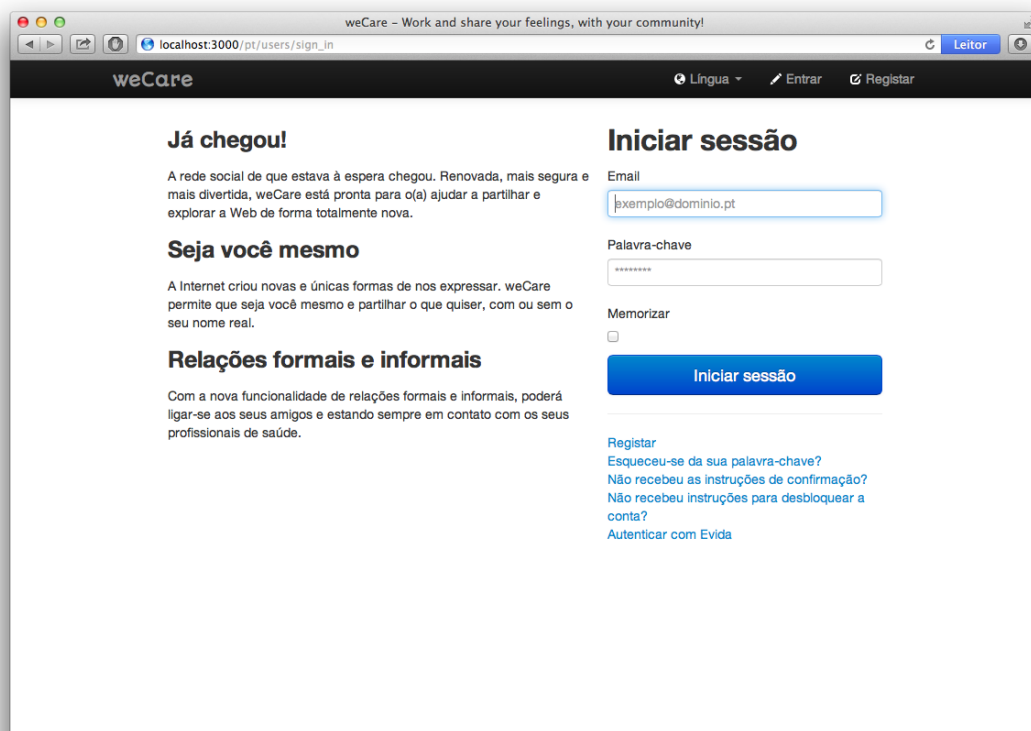 weCare – Work and share your feelings, with your community!
localhost:3000/pt/users/sign_in
Leitor
weCare
Língua
Entrar
Registar
Já chegou!
A rede social de que estava à espera chegou. Renovada, mais segura e
mais divertida, weCare está pronta para o(a) ajudar a partilhar e
explorar a Web de forma totalmente nova.
Seja você mesmo
A Internet criou novas e únicas formas de nos expressar. weCare
permite que seja você mesmo e partilhar o que quiser, com ou sem o
seu nome real.
Relações formais e informais
Com a nova funcionalidade de relações formais e informais, poderá
ligar-se aos seus amigos e estando sempre em contato com os seus
profissionais de saúde.
Iniciar sessão
Email
exemplo@dominio.pt
Palavra-chave
********
Memorizar
Iniciar sessão
Registar
Esqueceu-se da sua palavra-chave?
Não recebeu as instruções de confirmação?
Não recebeu instruções para desbloquear a
conta?
Autenticar com Evida